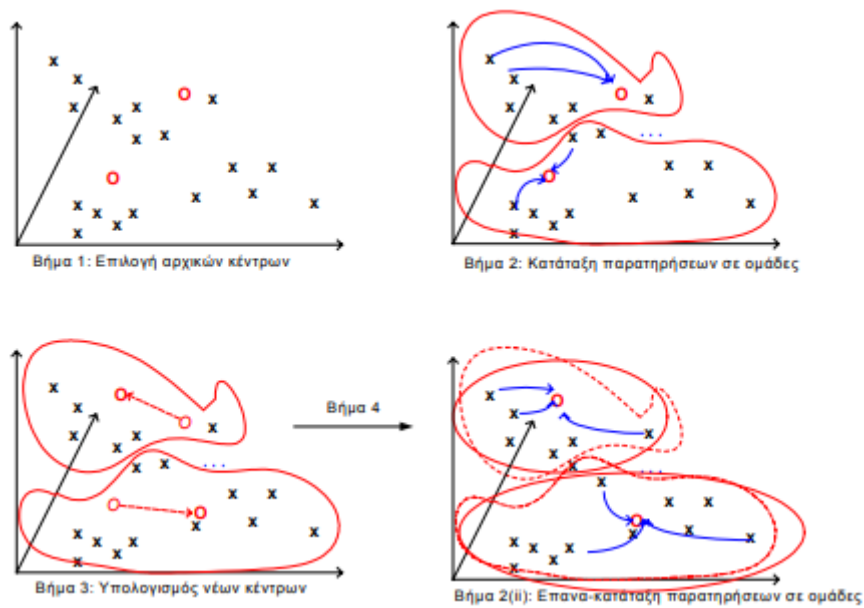 Βήμα 1: Επιλογή αρχικών κέντρων
Βήμα 2: Κατάταξη παρατηρήσεων σε ομάδες
Βήμα 4
Βήμα 3: Υπολογισμός νέων κέντρων
Βήμα 2(ii): Επανα-κατάταξη παρατηρήσεων σε ομάδες